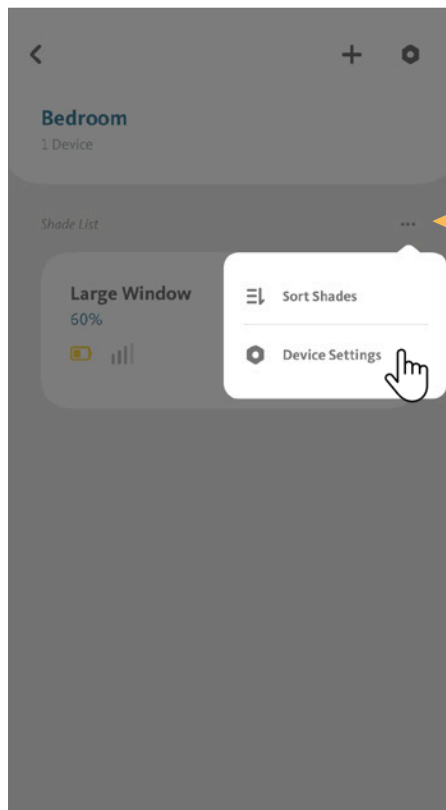 Bedroom
1 Device
Shade List
Large Window
60%
Sort Shades
Device Settings